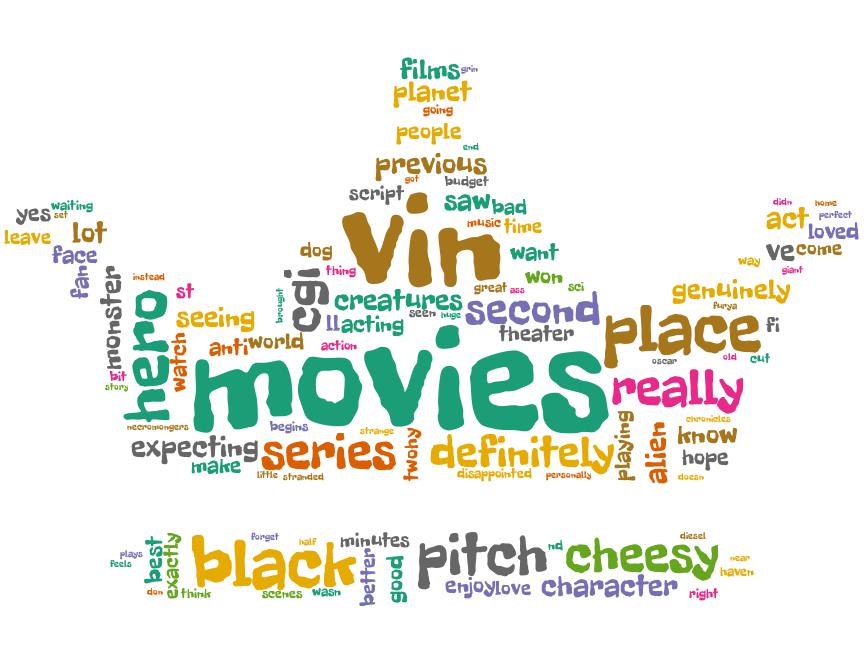 films grin
planet
going
people
end
previous
got budget
script saw bad
vin
music time
dog want
thing won sci
great ass
cgi brought
creatures seen huge
second
ll acting
theater
yes waiting
set
leave lot
face
fan
monster
instead
hero st
seeing
watch
anti world action
bit
story
didn home
act perfect
loved
ve come
way giant
genuinely
furya
place fi
oscar old cut
movies really
necromongers begins strange chronicles
expecting series twohy definitely playing alien know
make hope
little stranded disappointed personally doesn
plays
feels
best exactly
don think
black
forget half minutes
scenes wasn
better good
pitch nd cheesy
diesel
near
haven
enjoy love character right